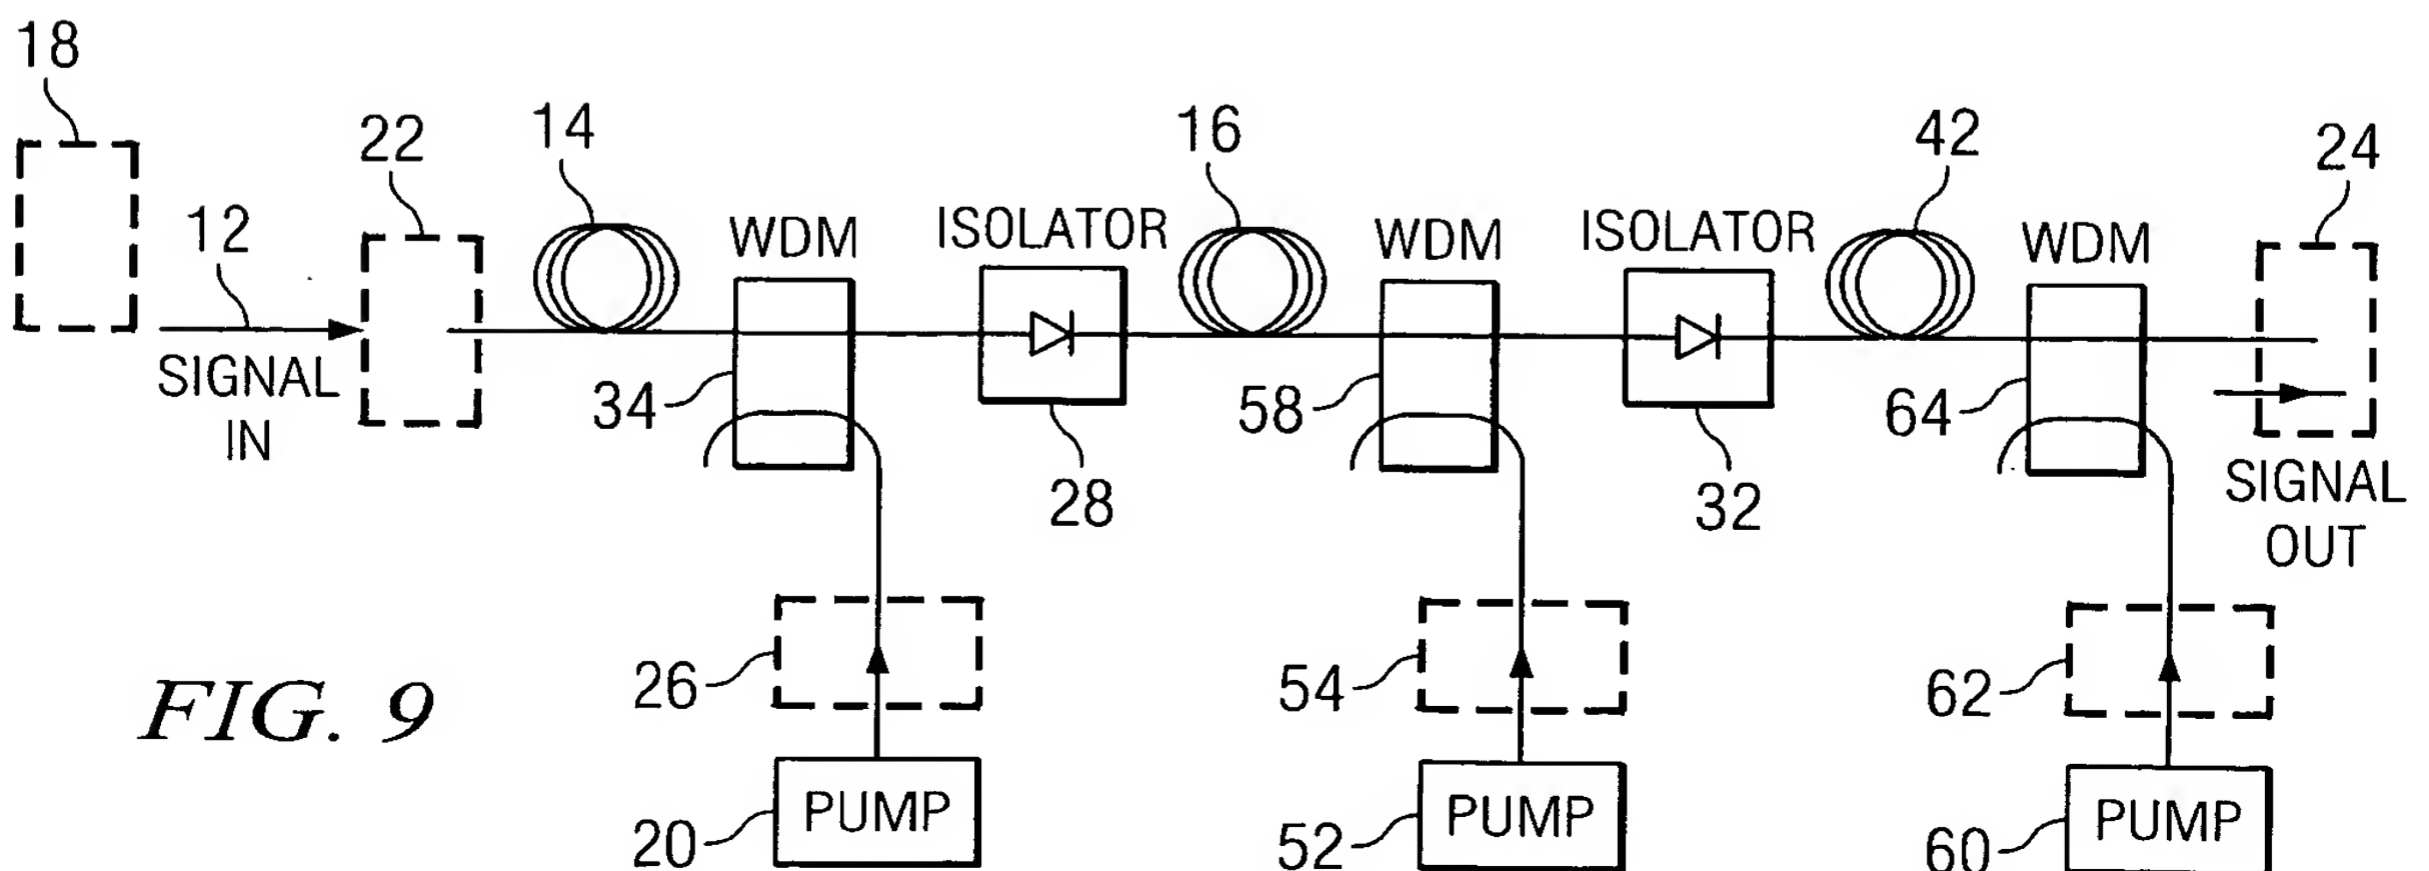 18
22
14
16
42
24
12
WDM
ISOLATOR
WDM
ISOLATOR
WDM
SIGNAL
IN
34
58
64
28
32
SIGNAL
OUT
26
54
62
FIG. 9
20
PUMP
52
PUMP
60
PUMP